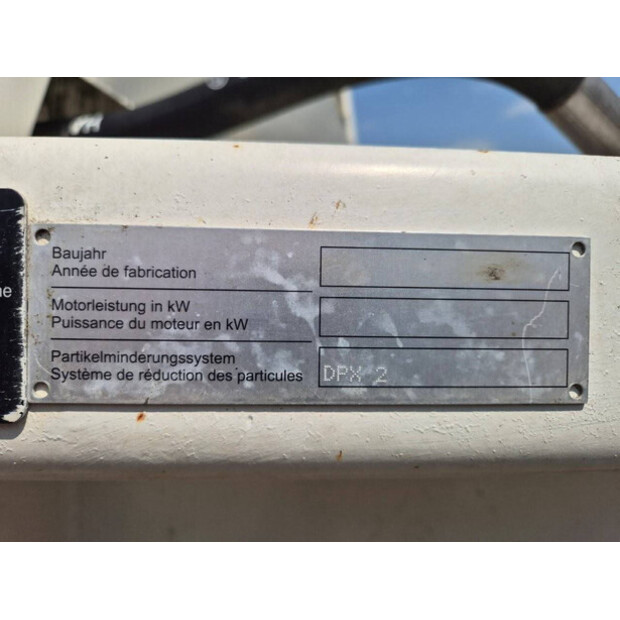 Baujahr
Année de fabrication
Motorleistung in kW
Puissance du moteur en kW
Partikelminderungssystem
Système de réduction des particules
DPX 2